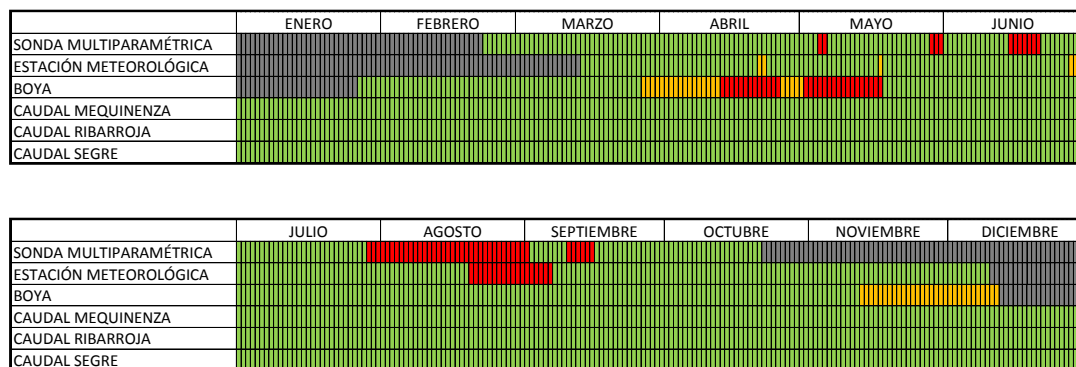 ENERO FEBRERO MARZO ABRIL MAYO JUNIO
SONDA MULTIPARAMÉTRICA
ESTACIÓN METEOROLÓGICA
BOYA
CAUDAL MEQUINENZA
CAUDAL RIBARROJA
CAUDAL SEGRE
JULIO AGOSTO SEPTIEMBRE OCTUBRE NOVIEMBRE DICIEMBRE
SONDA MULTIPARAMÉTRICA
ESTACIÓN METEOROLÓGICA
BOYA
CAUDAL MEQUINENZA
CAUDAL RIBARROJA
CAUDAL SEGRE